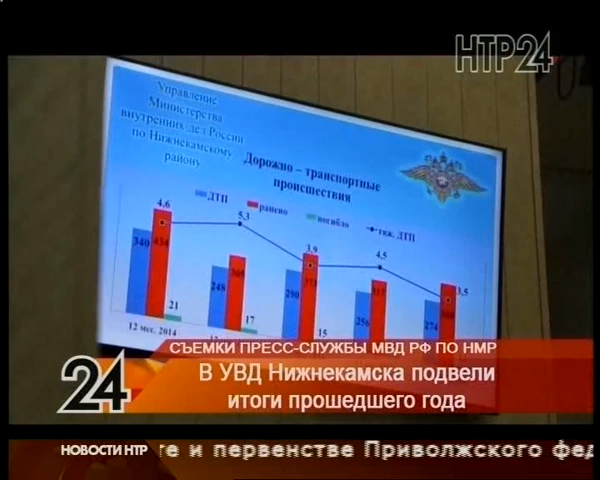 НТР24
Управление
Министерства
внутренних дел России
по Нижнекамскому
району
Дорожно – транспортные
происшествия
ДТП
ранено
погибло
тяж. ДТП
4,6
5,3
3,9
4,5
3,5
340
434
21
248
17
290
15
256
274
12 мес. 2014
СЪЕМКИ ПРЕСС-СЛУЖБЫ МВД РФ ПО НМР
24
В УВД Нижнекамска подвели
итоги прошедшего года
НОВОСТИ НТР
те и первенстве Приволжского фед